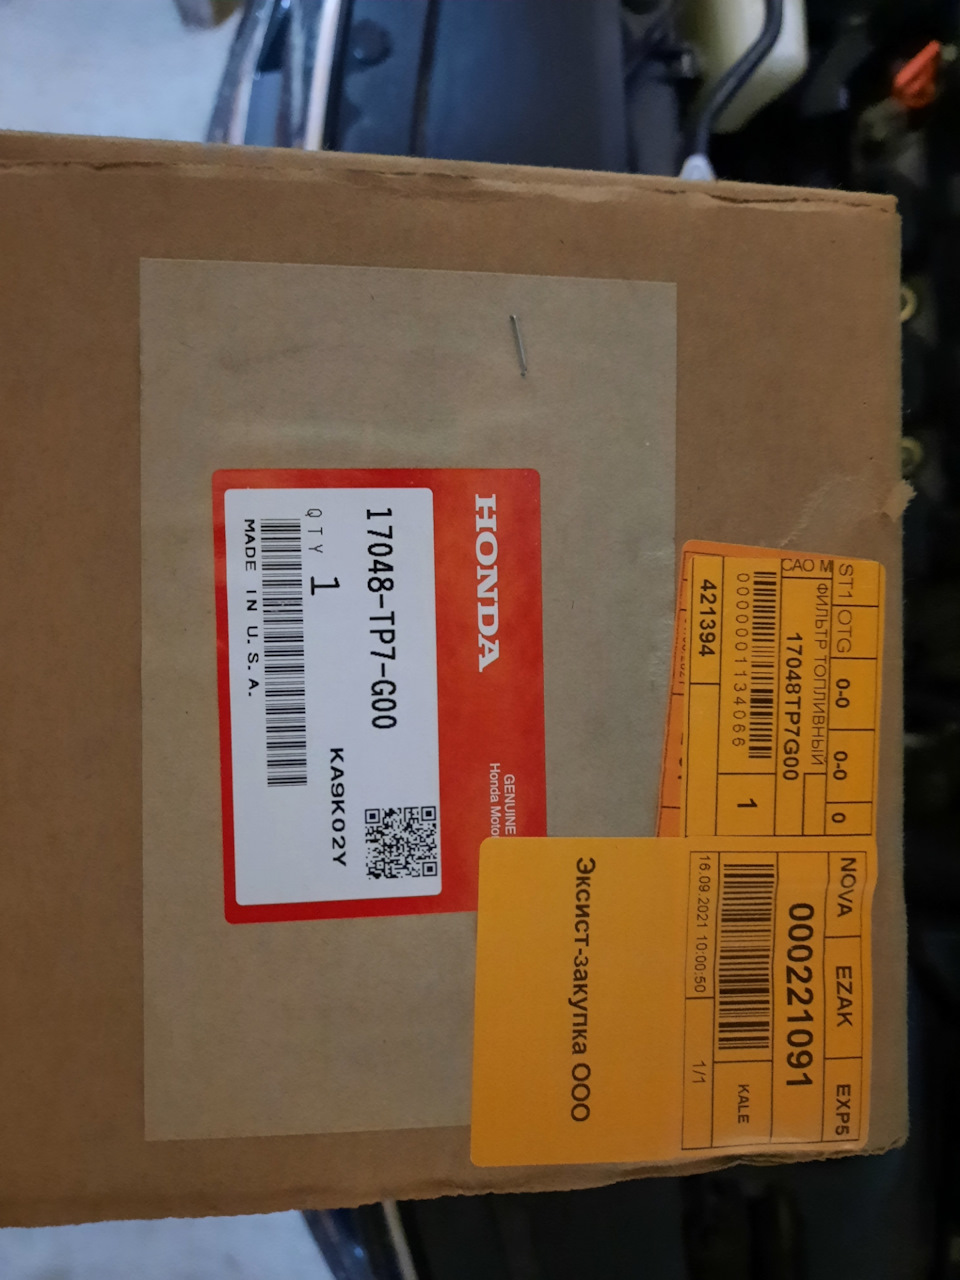 HONDA
GENUINE
Honda Moto
17048-TP7-G00
KA9K02Y
QTY 1
MADE IN U.S.A.
ST1 OTG 0-0 0-0 0
ФИЛЬТР ТОПЛИВНЫЙ
САО М
17048TP7G00
0000001134066
1
421394
NOVA EZAK EXP5
000221091
KALE
16.09.2021 10:00:50 1/1
Эксист-закупка ООО